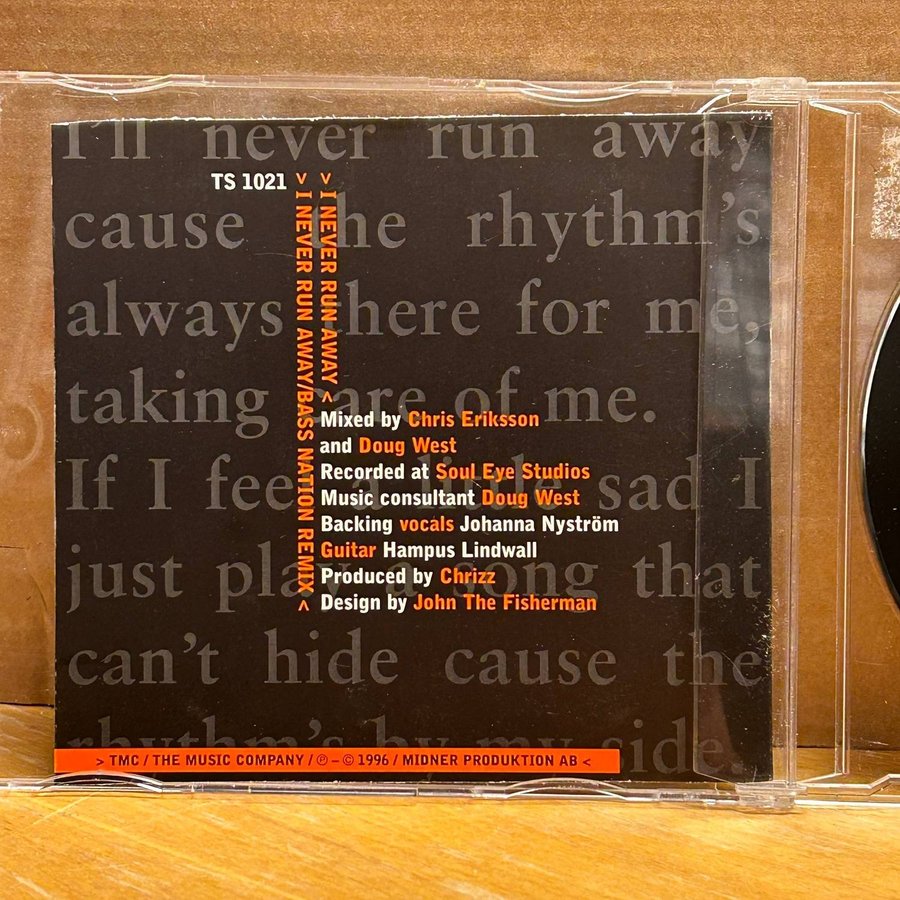 I'll never run away
cause the rhythm's
always there for me,
taking care of me.
If I feel a little sad I
just play a song that
can't hide cause the
rhythm's by my side.
TS 1021
> I NEVER RUN AWAY <
> I NEVER RUN AWAY/BASS NATION REMIX <
Mixed by Chris Eriksson
and Doug West
Recorded at Soul Eye Studios
Music consultant Doug West
Backing vocals Johanna Nyström
Guitar Hampus Lindwall
Produced by Chrizz
Design by John The Fisherman
> TMC / THE MUSIC COMPANY / ℗ – © 1996 / MIDNER PRODUKTION AB <